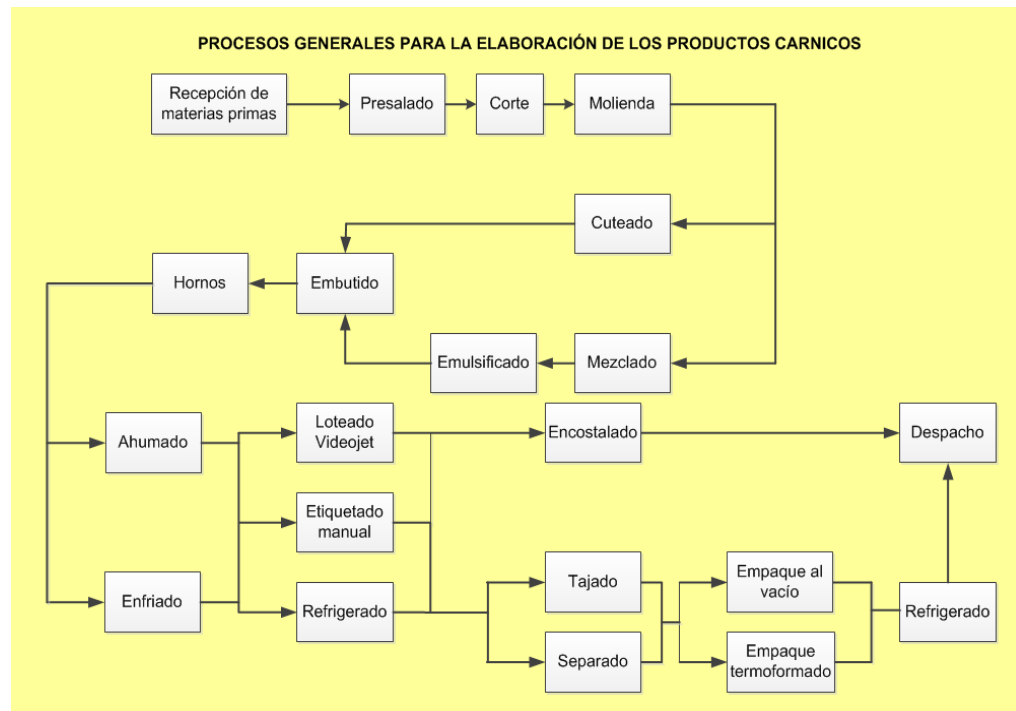 PROCESOS GENERALES PARA LA ELABORACIÓN DE LOS PRODUCTOS CARNICOS
Recepción de
materias primas
Presalado
Corte
Molienda
Cuteado
Hornos
Embutido
Emulsificado
Mezclado
Ahumado
Loteado
Videojet
Encostalado
Despacho
Etiquetado
manual
Enfriado
Refrigerado
Tajado
Separado
Empaque al
vacío
Empaque
termoformado
Refrigerado